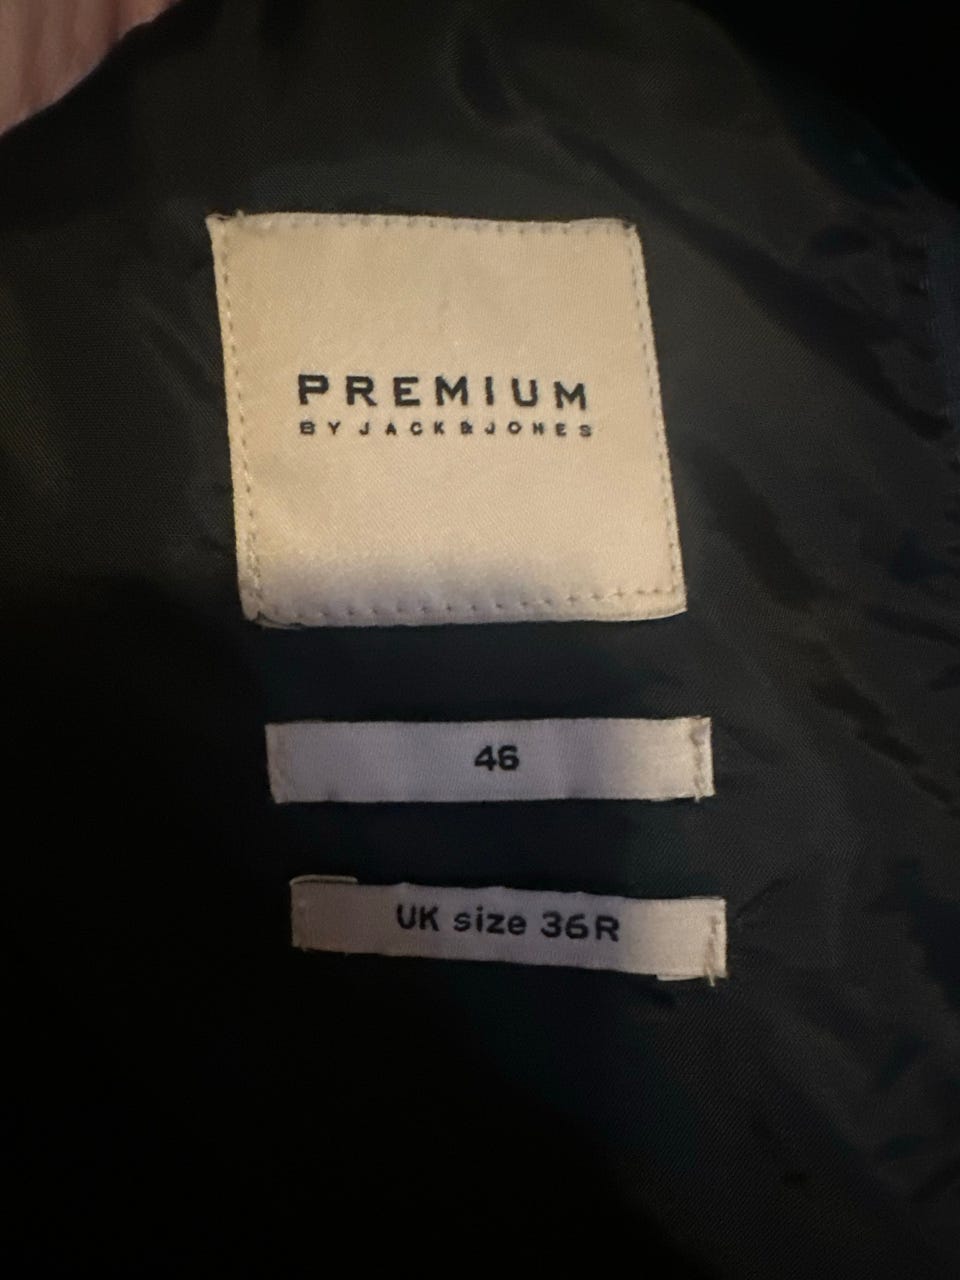 PREMIUM
BY JACK&JONES
46
UK size 36R